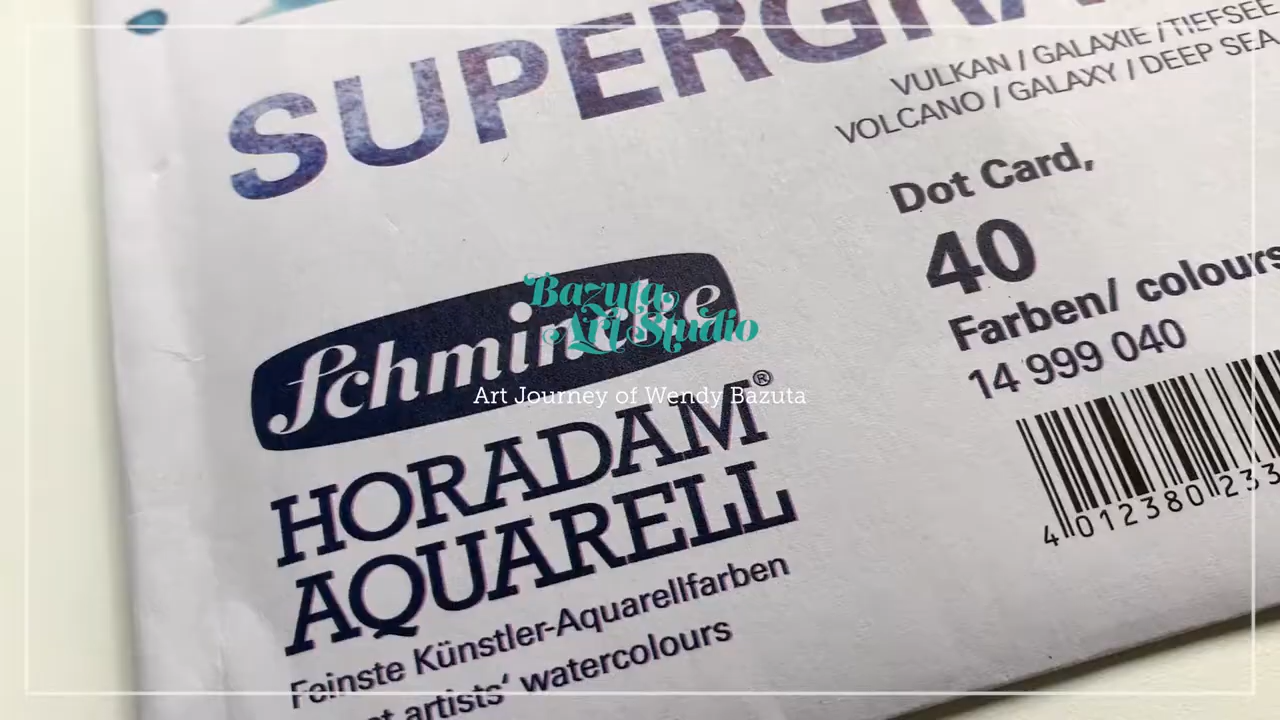 VULKAN / GALAXIE / TIEFSEE
VOLCANO / GALAXY / DEEP SEA
Dot Card,
40
Farben/ colours
14 999 040
4 012380 233
Schmincke
HORADAM®
AQUARELL
Feinste Künstler-Aquarellfarben
artists’ watercolours
Bazuta
Art Studio
Art Journey of Wendy Bazuta